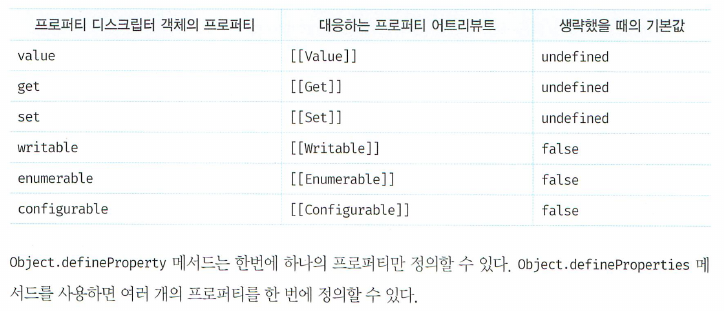 프로퍼티 디스크립터 객체의 프로퍼티 대응하는 프로퍼티 어트리뷰트 생략했을 때의 기본값
value [[Value]] undefined
get [[Get]] undefined
set [[Set]] undefined
writable [[Writable]] false
enumerable [[Enumerable]] false
configurable [[Configurable]] false
Object.defineProperty 메서드는 한번에 하나의 프로퍼티만 정의할 수 있다. Object.defineProperties 메
서드를 사용하면 여러 개의 프로퍼티를 한 번에 정의할 수 있다.